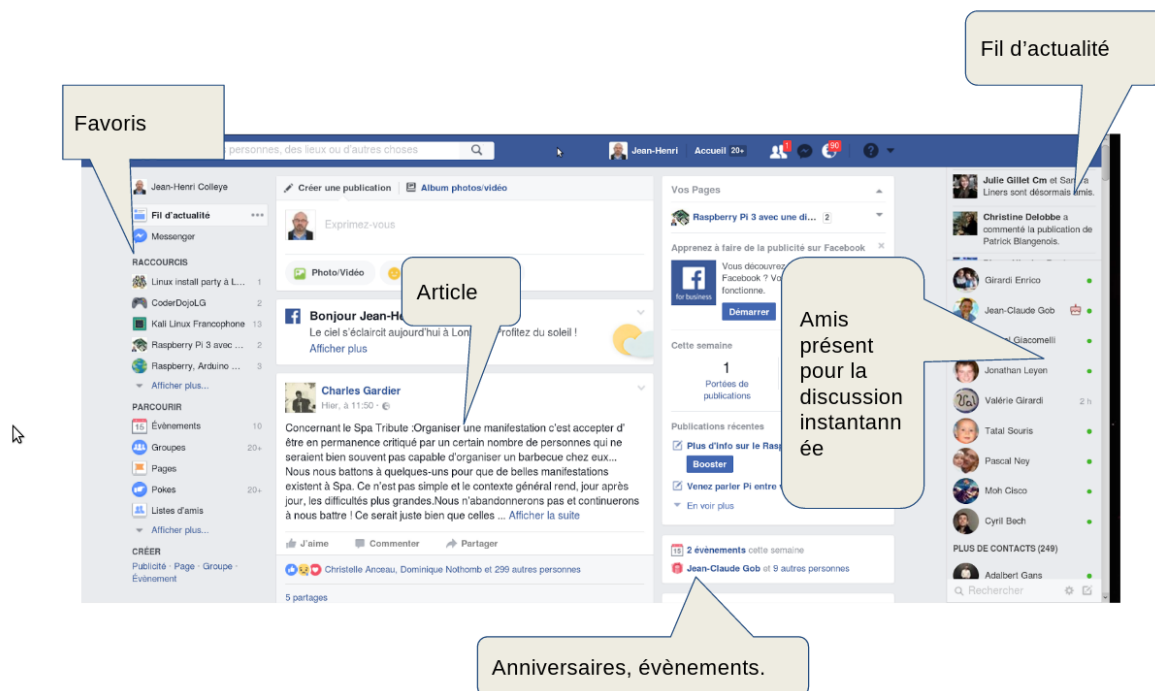 Fil d'actualité
Favoris
personnes, des lieux ou d'autres choses
Jean-Henri
Accueil 20+
1
90
?
Jean-Henri Colleye
Fil d'actualité
Messenger
RACCOURCIS
Linux install party à L... 1
CoderDojoLG 2
Kali Linux Francophone 13
Raspberry Pi 3 avec ... 2
Raspberry, Arduino ... 3
Afficher plus...
PARCOURIR
15 Évènements 10
Groupes 20+
Pages
Pokes 20+
Listes d'amis
Afficher plus...
CRÉER
Publicité · Page · Groupe ·
Évènement
Créer une publication
Album photos/vidéo
Exprimez-vous
Photo/Vidéo
Article
Bonjour
Le ciel s'éclaircit aujourd'hui à
Profitez du soleil !
Afficher plus
Charles Gardier
Hier, à 11:50 ·
Concernant le Spa Tribute :Organiser une manifestation c'est accepter d'
être en permanence critiqué par un certain nombre de personnes qui ne
seraient bien souvent pas capable d'organiser un barbecue chez eux...
Nous nous battons à quelques-uns pour que de belles manifestations
existent à Spa. Ce n'est pas simple et le contexte général rend, jour après
jour, les difficultés plus grandes.Nous n'abandonnerons pas et continuerons
à nous battre ! Ce serait juste bien que celles ... Afficher la suite
J'aime Commenter Partager
Christelle Anceau, Dominique Nothomb et 299 autres personnes
5 partages
Vos Pages
Raspberry Pi 3 avec une di... 2
Apprenez à faire de la publicité sur Facebook
for business
Vous découvrez
Facebook ?
fonctionne.
Démarrer
Cette semaine
1
Portées de
publications
Publications récentes
Plus d'info sur le
Booster
Venez parler Pi entre
En voir plus
15 2 évènements cette semaine
Jean-Claude Gob et 9 autres personnes
Amis
présent
pour la
discussion
instantann
ée
Julie Gillet Cm et
Liners sont désormais amis.
Christine Delobbe a
commenté la publication de
Patrick Blangenois.
Girardi Enrico
Jean-Claude Gob
Giacomelli
Jonathan Leyen
Valérie Girardi 2 h
Tatal Souris
Pascal Ney
Moh Cisco
Cyril Bech
PLUS DE CONTACTS (249)
Adalbert Gans
Rechercher
Anniversaires, évènements.